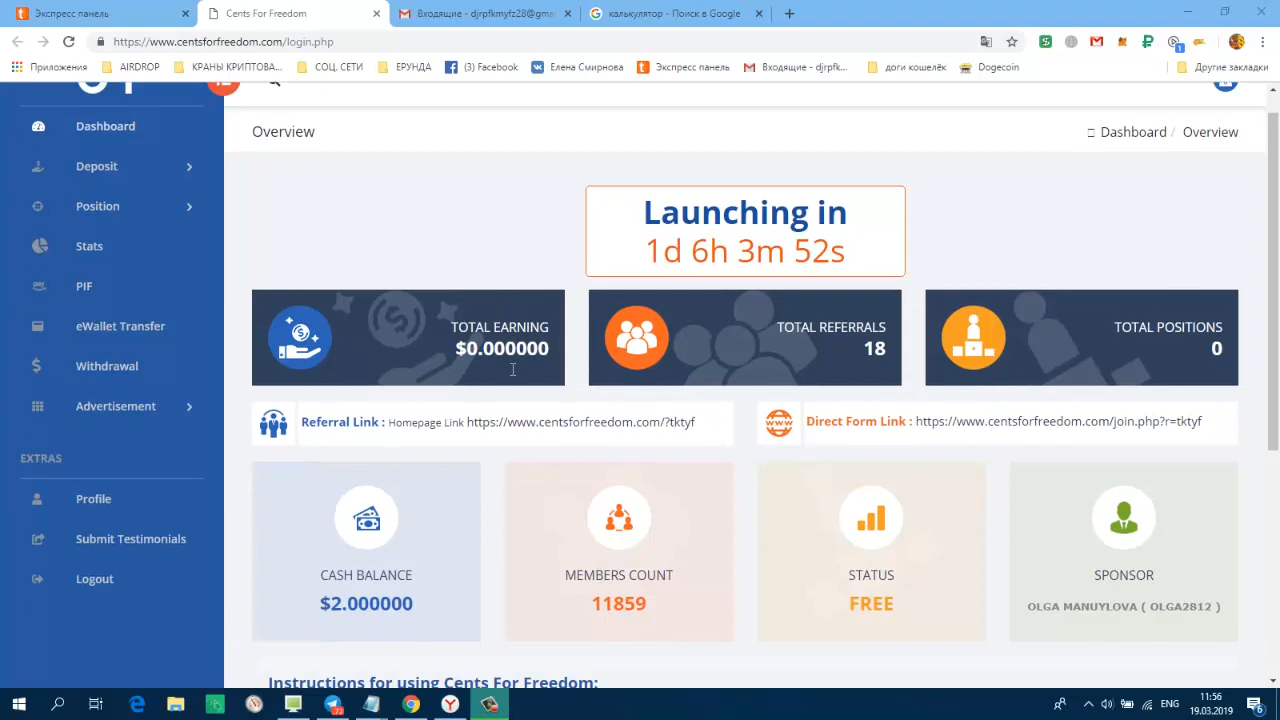 Экспресс панель
Cents For Freedom
Входящие - djrpfkmyfz28@gma
калькулятор - Поиск в Google
https://www.centsforfreedom.com/login.php
Приложения
AIRDROP
КРАНЫ КРИПТОВА...
СОЦ. СЕТИ
ЕРУНДА
(3) Facebook
Елена Смирнова
Экспресс панель
Входящие - djrpfk...
доги кошелёк
Dogecoin
Другие закладки
Dashboard
Deposit
Position
Stats
PIF
eWallet Transfer
Withdrawal
Advertisement
EXTRAS
Profile
Submit Testimonials
Logout
Overview
Dashboard / Overview
Launching in
1d 6h 3m 52s
TOTAL EARNING
$0.000000
TOTAL REFERRALS
18
TOTAL POSITIONS
0
Referral Link : Homepage Link https://www.centsforfreedom.com/?tktyf
Direct Form Link : https://www.centsforfreedom.com/join.php?r=tktyf
CASH BALANCE
$2.000000
MEMBERS COUNT
11859
STATUS
FREE
SPONSOR
OLGA MANUYLOVA ( OLGA2812 )
Instructions for using Cents For Freedom:
72
ENG
11:56
19.03.2019
6